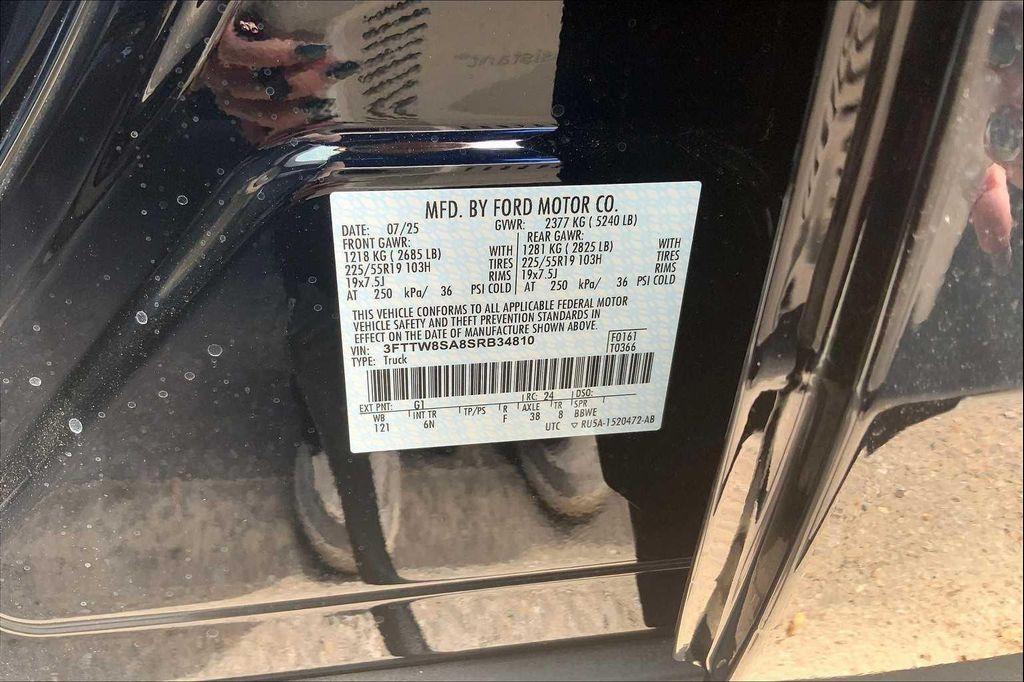 MFD. BY FORD MOTOR CO.
DATE: 07/25 GVWR: 2377 KG ( 5240 LB)
FRONT GAWR: REAR GAWR:
1218 KG ( 2685 LB) WITH 1281 KG ( 2825 LB) WITH
225/55R19 103H TIRES 225/55R19 103H TIRES
19x7.5J RIMS 19x7.5J RIMS
AT 250 kPa/ 36 PSI COLD AT 250 kPa/ 36 PSI COLD
THIS VEHICLE CONFORMS TO ALL APPLICABLE FEDERAL MOTOR
VEHICLE SAFETY AND THEFT PREVENTION STANDARDS IN
EFFECT ON THE DATE OF MANUFACTURE SHOWN ABOVE.
VIN: 3FTTW8SA8SRB34810 F0161
TYPE: Truck T0366
EXT PNT: G1 RC: 24 DSO:
WB INT TR TP/PS R AXLE TR SPR
121 6N F 38 8 BBWE
UTC ▽ RU5A-1520472-AB